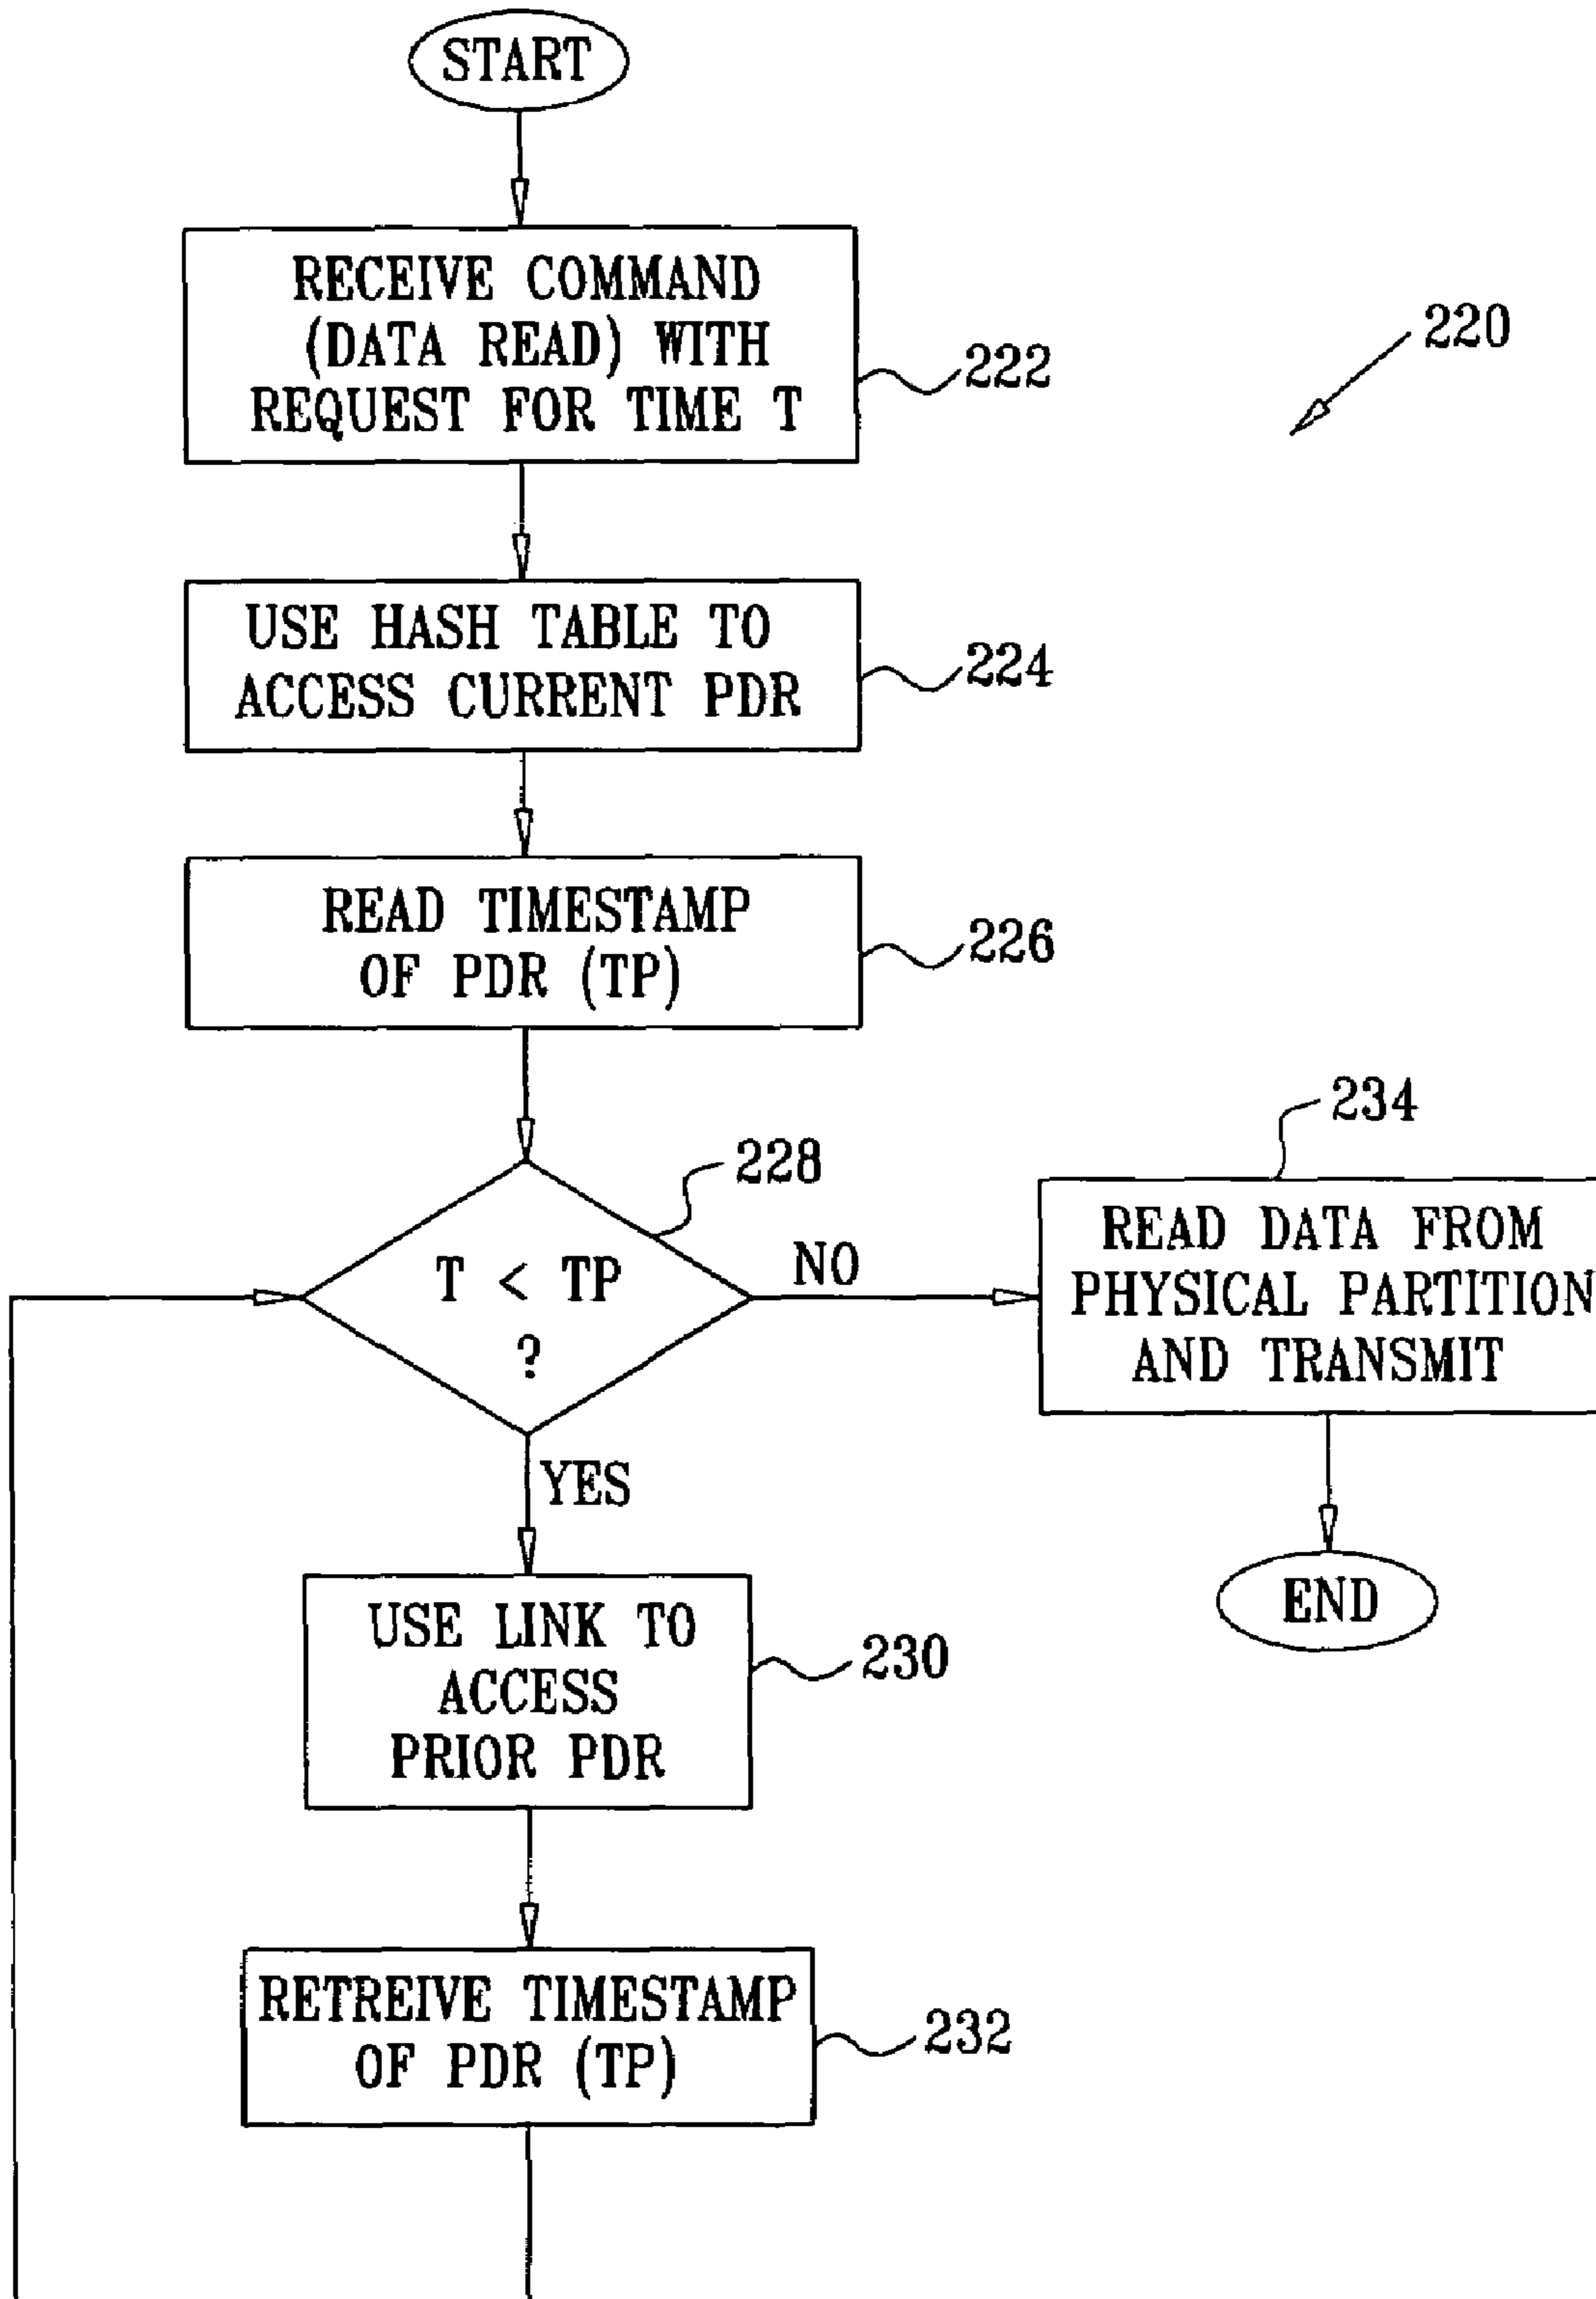 START
RECEIVE COMMAND
(DATA READ) WITH
REQUEST FOR TIME T
222
220
USE HASH TABLE TO
ACCESS CURRENT PDR
224
READ TIMESTAMP
OF PDR (TP)
226
228
T < TP
?
NO
YES
234
READ DATA FROM
PHYSICAL PARTITION
AND TRANSMIT
END
USE LINK TO
ACCESS
PRIOR PDR
230
RETREIVE TIMESTAMP
OF PDR (TP)
232